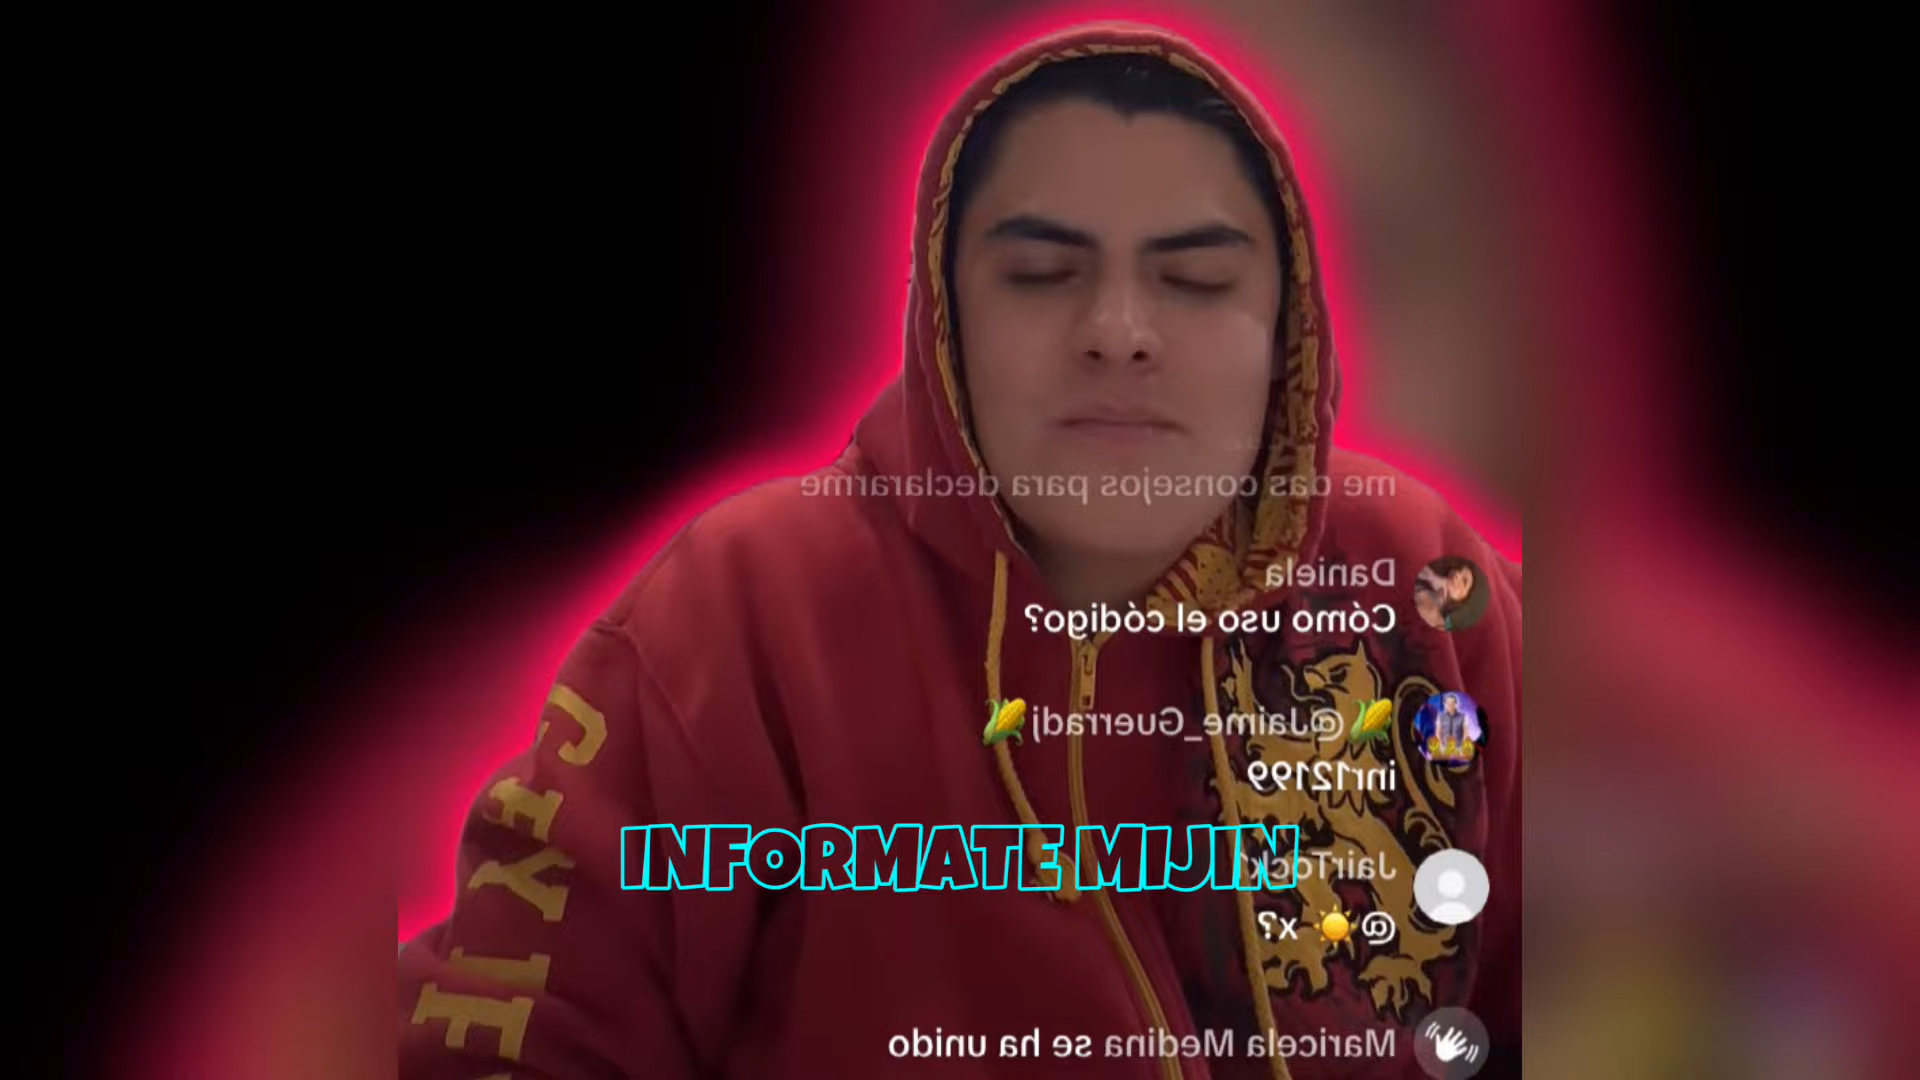 me das consejos para declararme
Daniela
Cómo uso el código?
🌽@Jaime_Guerradj🌽
inr12199
INFORMATE MIJIN
JairTock
@☀️ x?
Maricela Medina se ha unido